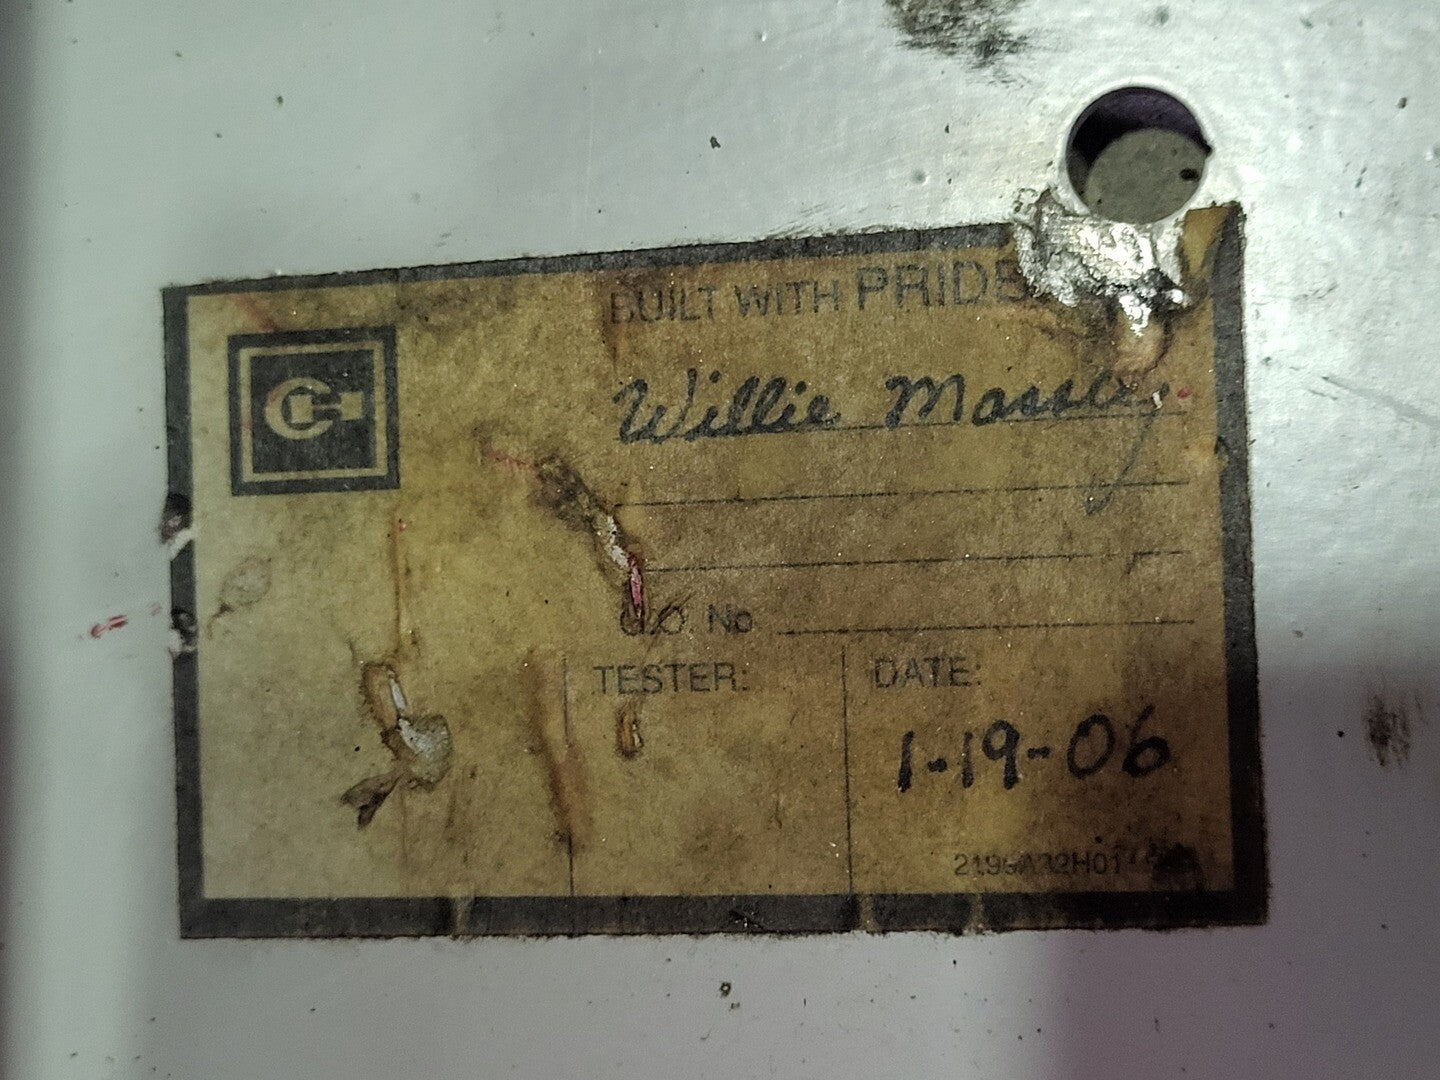 BUILT WITH PRIDE
Willie Massey
G.O. No
TESTER:
DATE:
1-19-06